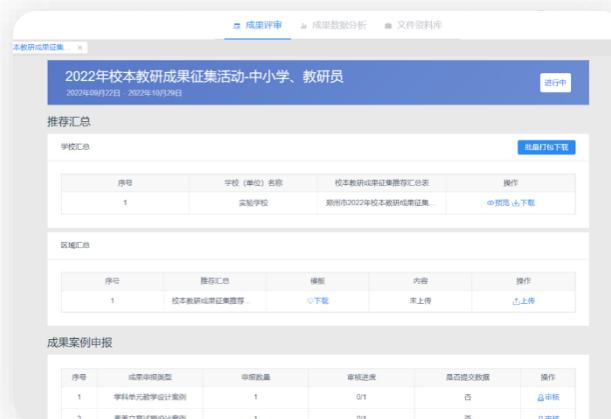 成果评审 成果数据分析 文件资料库
本教研成果征集... ×
2022年校本教研成果征集活动-中小学、教研员
2022年09月22日 - 2022年10月29日
进行中
推荐汇总
学校汇总 批量打包下载
序号 学校（单位）名称 校本教研成果征集推荐汇总表 操作
1 实验学校 郑州市2022年校本教研成果征集... 预览 下载
区域汇总
序号 推荐汇总 模板 内容 操作
1 校本教研成果征集推荐... 下载 未上传 上传
成果案例申报
序号 成果申报类型 申报数量 审核进度 是否提交数据 操作
1 学科单元教学设计案例 1 0/1 否 审核
2 1 0/1 否 审核